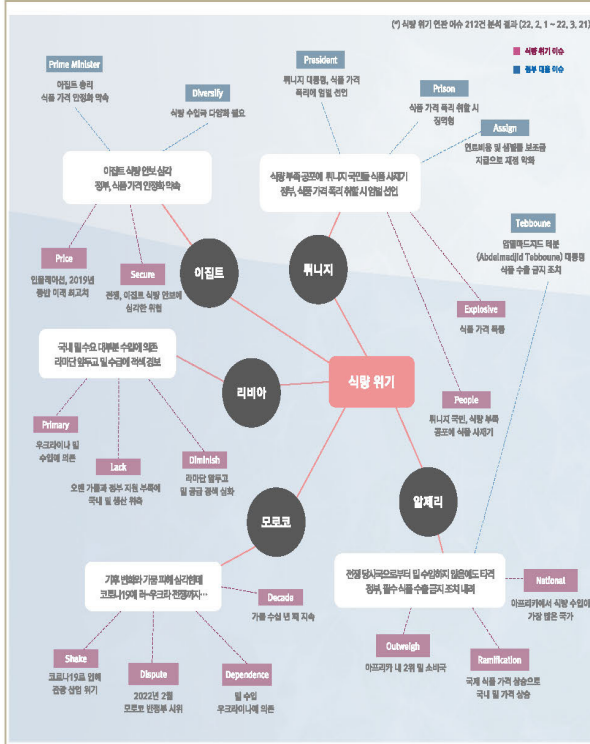 (*) 식량 위기 연관 이슈 212건 분석 결과 (22. 2. 1 ~ 22. 3. 21)
식량 위기 이슈
정부 대응 이슈
Prime Minister
이집트 총리
식품 가격 안정화 약속
Diversify
식량 수입국 다양화 필요
President
튀니지 대통령, 식품 가격
폭리에 엄벌 선언
Prison
식품 가격 폭리 취할 시
징역형
Assign
연료비용 및 생필품 보조금
지급으로 재정 악화
이집트 식량 안보 심각
정부, 식품 가격 안정화 약속
식량 부족 공포에 튀니지 국민들 식품 사재기
정부, 식품 가격 폭리 취할 시 엄벌 선언
Tebboune
압델마드지드 테분
(Abdelmadjid Tebboune) 대통령
식품 수출 금지 조치
Price
인플레이션, 2019년
중반 이래 최고치
Secure
전쟁, 이집트 식량 안보에
심각한 위협
이집트
튀니지
Explosive
식품 가격 폭등
국내 밀 수요 대부분 수입에 의존
라마단 앞두고 밀 수급에 적색 경보
리비아
식량 위기
People
튀니지 국민, 식량 부족
공포에 식품 사재기
Primary
우크라이나 밀
수입에 의존
Lack
오랜 가뭄과 정부 지원 부족에
국내 밀 생산 위축
Diminish
라마단 앞두고
밀 공급 경색 심화
모로코
알제리
기후 변화와 가뭄 피해 심각한데
코로나19에 러-우크라 전쟁까지…
전쟁 당사국으로부터 밀 수입하지 않음에도 타격
정부, 필수 식품 수출 금지 조치 내려
Decade
가뭄 수십 년 째 지속
National
아프리카에서 식량 수입이
가장 많은 국가
Shake
코로나19로 인해
관광 산업 위기
Dispute
2022년 2월
모로코 반정부 시위
Dependence
밀 수입
우크라이나에 의존
Outweigh
아프리카 내 2위 밀 소비국
Ramification
국제 식품 가격 상승으로
국내 밀 가격 상승